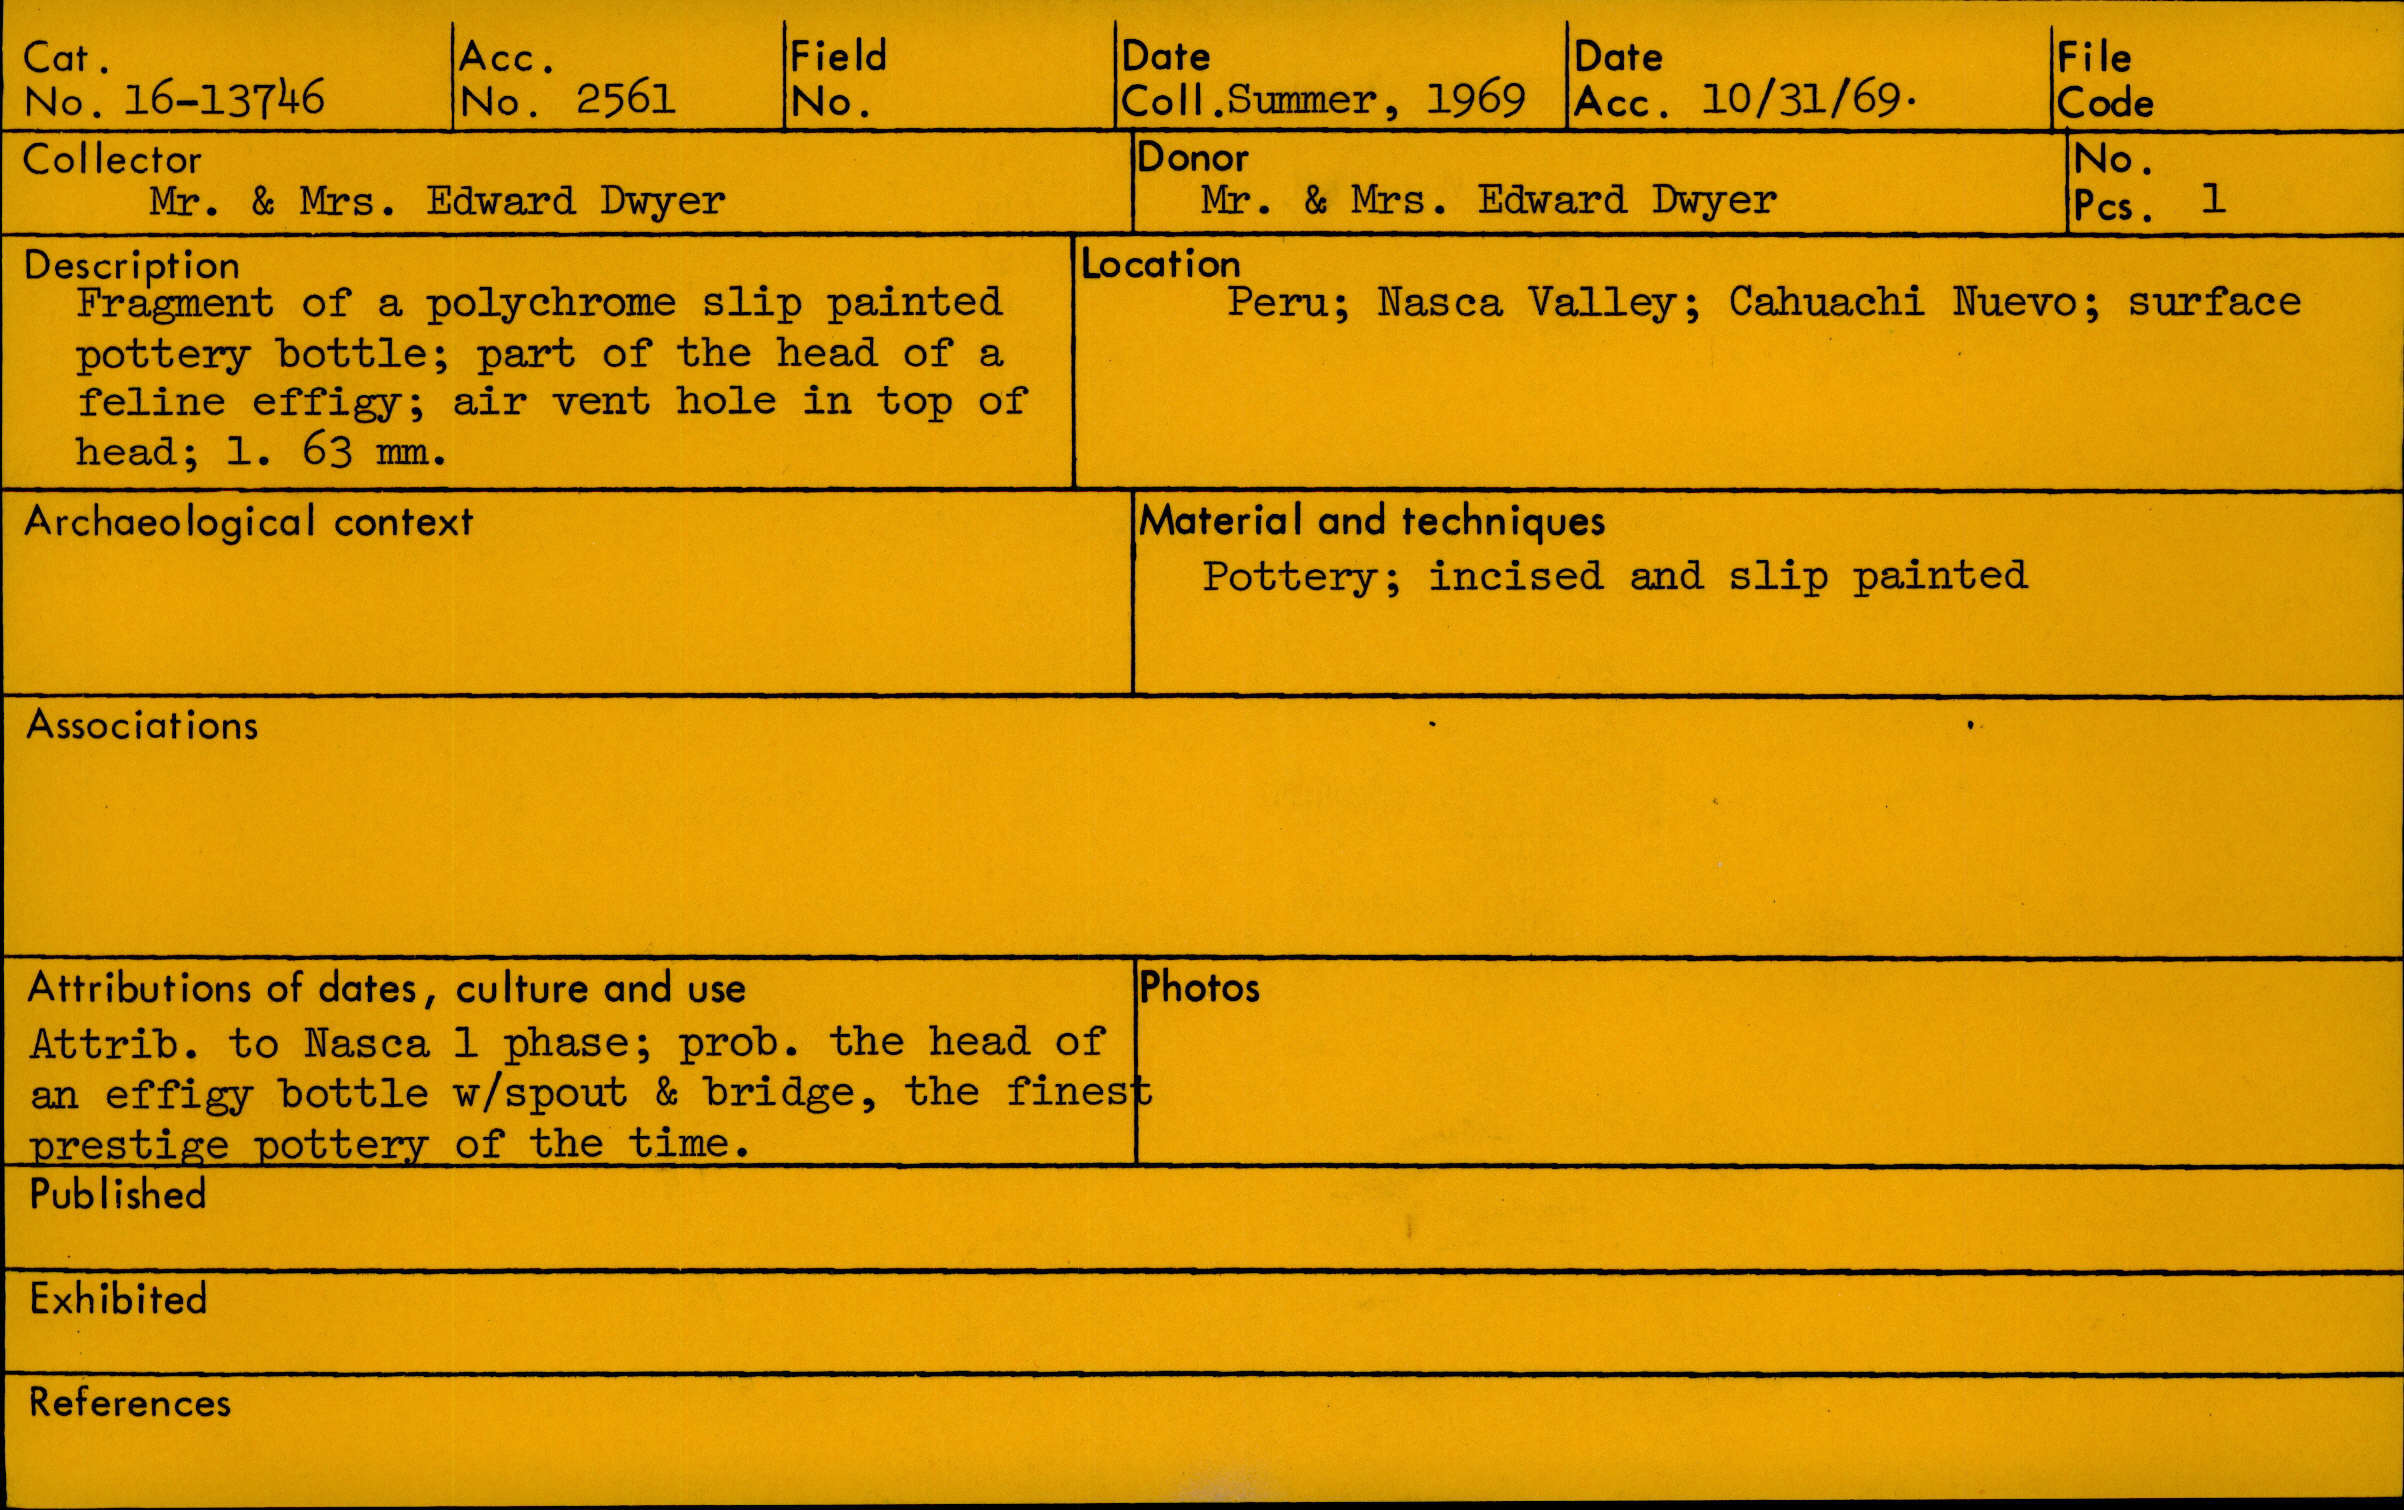 Cat. No. 16-13746
Acc. No. 2561
Field No.
Date Coll. Summer, 1969
Date Acc. 10/31/69.
File Code
Collector
Mr. & Mrs. Edward Dwyer
Donor
Mr. & Mrs. Edward Dwyer
No. Pcs. 1
Description
Fragment of a polychrome slip painted
pottery bottle; part of the head of a
feline effigy; air vent hole in top of
head; l. 63 mm.
Location
Peru; Nasca Valley; Cahuachi Nuevo; surface
Archaeological context
Material and techniques
Pottery; incised and slip painted
Associations
Attributions of dates, culture and use
Attrib. to Nasca 1 phase; prob. the head of
an effigy bottle w/spout & bridge, the finest
prestige pottery of the time.
Photos
Published
Exhibited
References